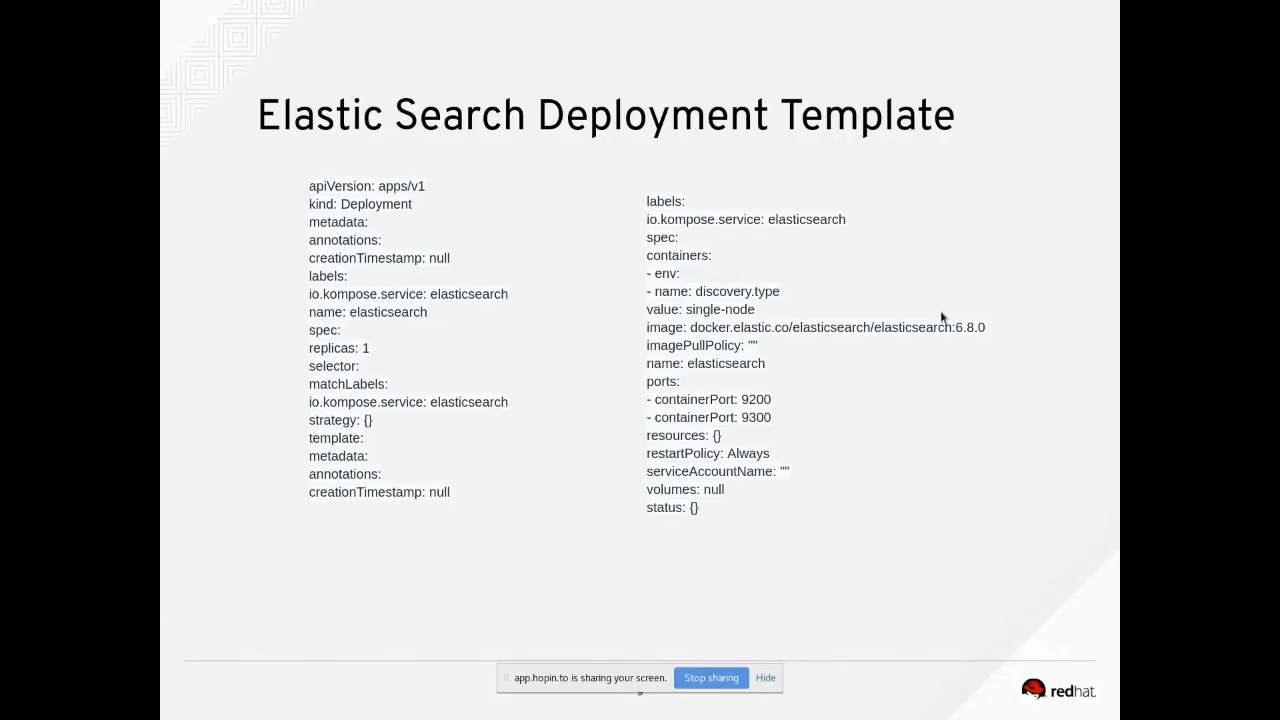 Elastic Search Deployment Template
apiVersion: apps/v1
kind: Deployment
metadata:
annotations:
creationTimestamp: null
labels:
io.kompose.service: elasticsearch
name: elasticsearch
spec:
replicas: 1
selector:
matchLabels:
io.kompose.service: elasticsearch
strategy: {}
template:
metadata:
annotations:
creationTimestamp: null
labels:
io.kompose.service: elasticsearch
spec:
containers:
- env:
- name: discovery.type
value: single-node
image: docker.elastic.co/elasticsearch/elasticsearch:6.8.0
imagePullPolicy: ""
name: elasticsearch
ports:
- containerPort: 9200
- containerPort: 9300
resources: {}
restartPolicy: Always
serviceAccountName: ""
volumes: null
status: {}
app.hopin.to is sharing your screen. Stop sharing Hide
redhat.